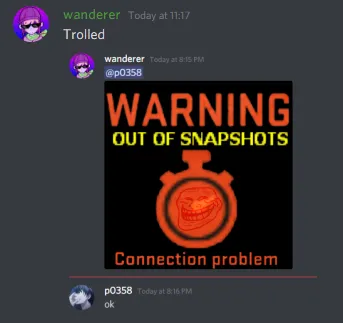 wanderer Today at 11:17
Trolled
wanderer Today at 8:15 PM
@p0358
WARNING
OUT OF SNAPSHOTS
Connection problem
p0358 Today at 8:16 PM
ok